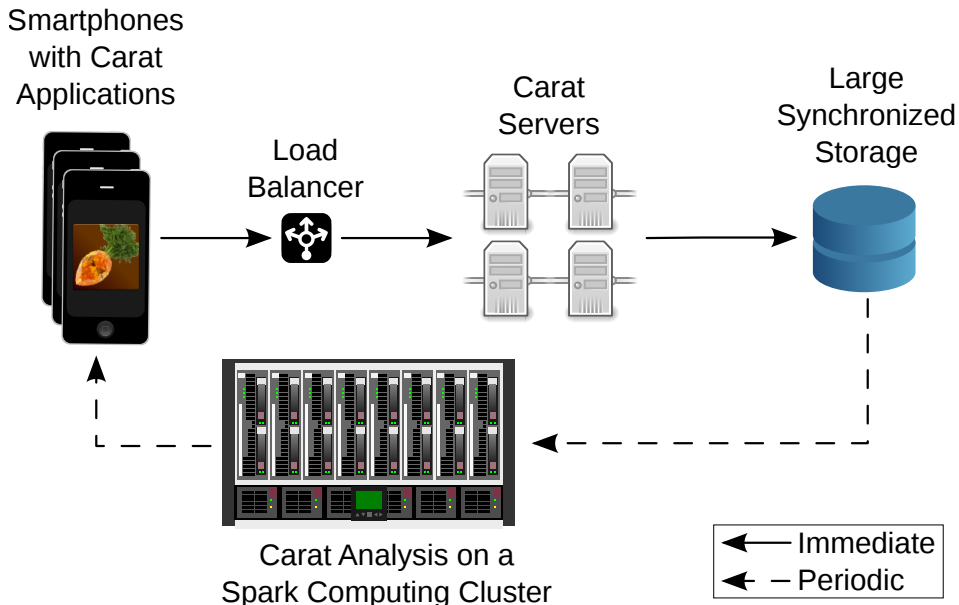 Smartphones
with Carat
Applications
Load
Balancer
Carat
Servers
Large
Synchronized
Storage
Carat Analysis on a
Spark Computing Cluster
Immediate
Periodic